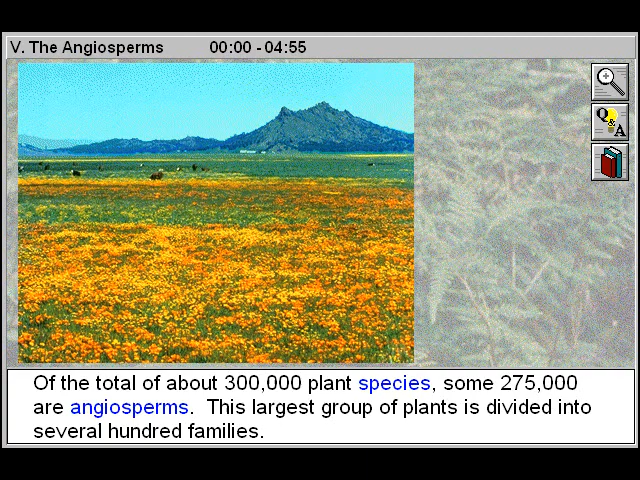 V. The Angiosperms 00:00 - 04:55
Q
&
A
Of the total of about 300,000 plant species, some 275,000
are angiosperms. This largest group of plants is divided into
several hundred families.